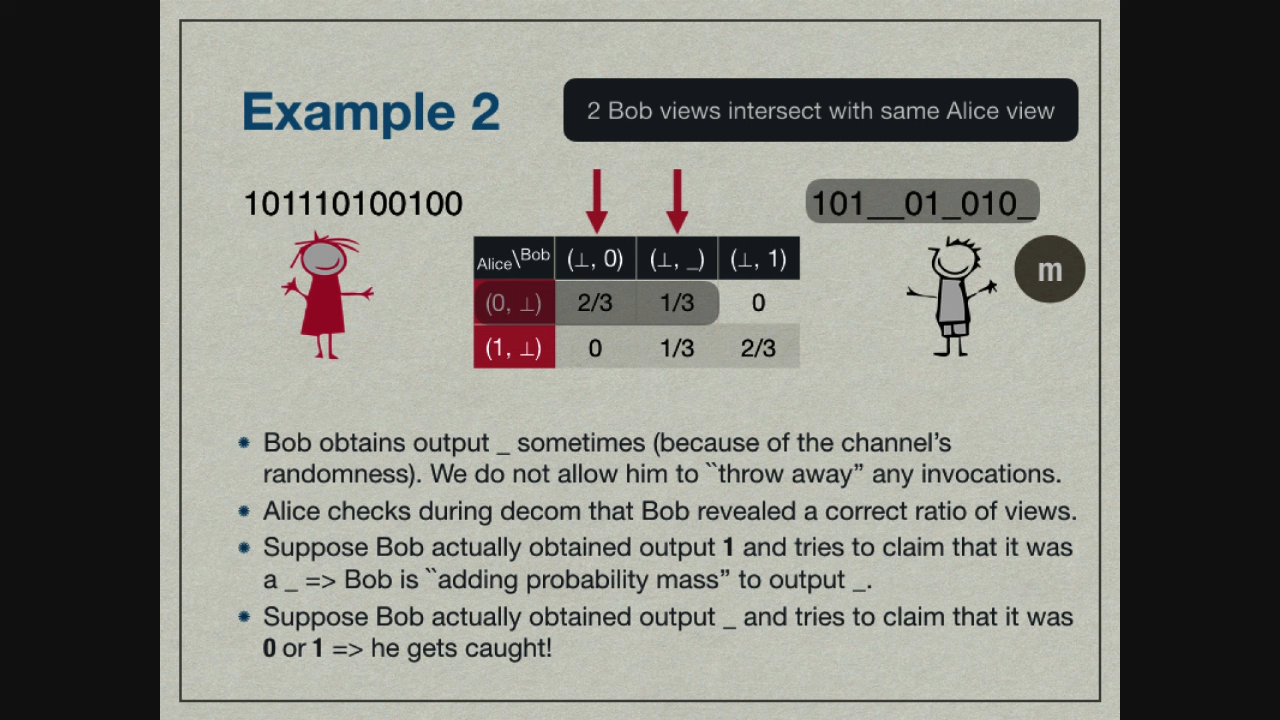 Example 2
2 Bob views intersect with same Alice view
101110100100
101__01_010_
Alice\Bob (⊥, 0) (⊥, _) (⊥, 1)
(0, ⊥) 2/3 1/3 0
(1, ⊥) 0 1/3 2/3
m
Bob obtains output _ sometimes (because of the channel’s
randomness). We do not allow him to ``throw away” any invocations.
Alice checks during decom that Bob revealed a correct ratio of views.
Suppose Bob actually obtained output 1 and tries to claim that it was
a _ => Bob is ``adding probability mass” to output _.
Suppose Bob actually obtained output _ and tries to claim that it was
0 or 1 => he gets caught!